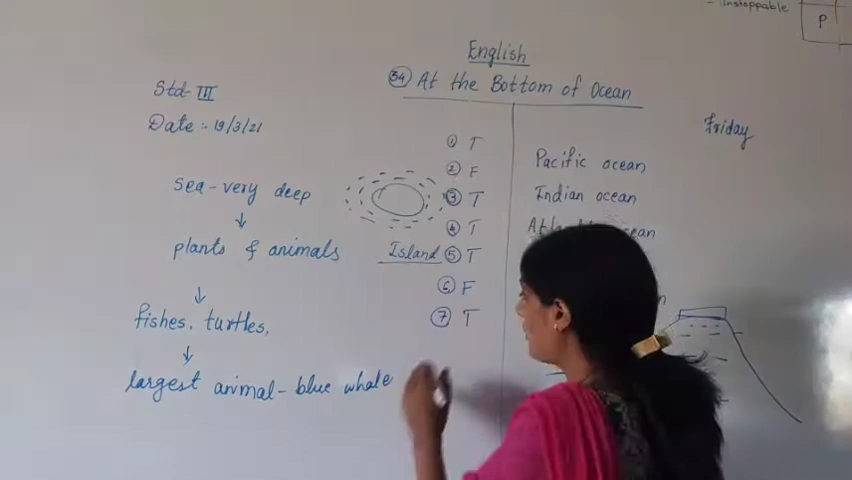 - Unstoppable
P
English
34 At the Bottom of Ocean
Std- III
Date:- 19/3/21
Friday
sea - very deep
↓
plants & animals
↓
fishes, turtles,
↓
largest animal - blue whale
Island
1 T
2 F
3 T
4 T
5 T
6 F
7 T
Pacific ocean
Indian ocean
ocean